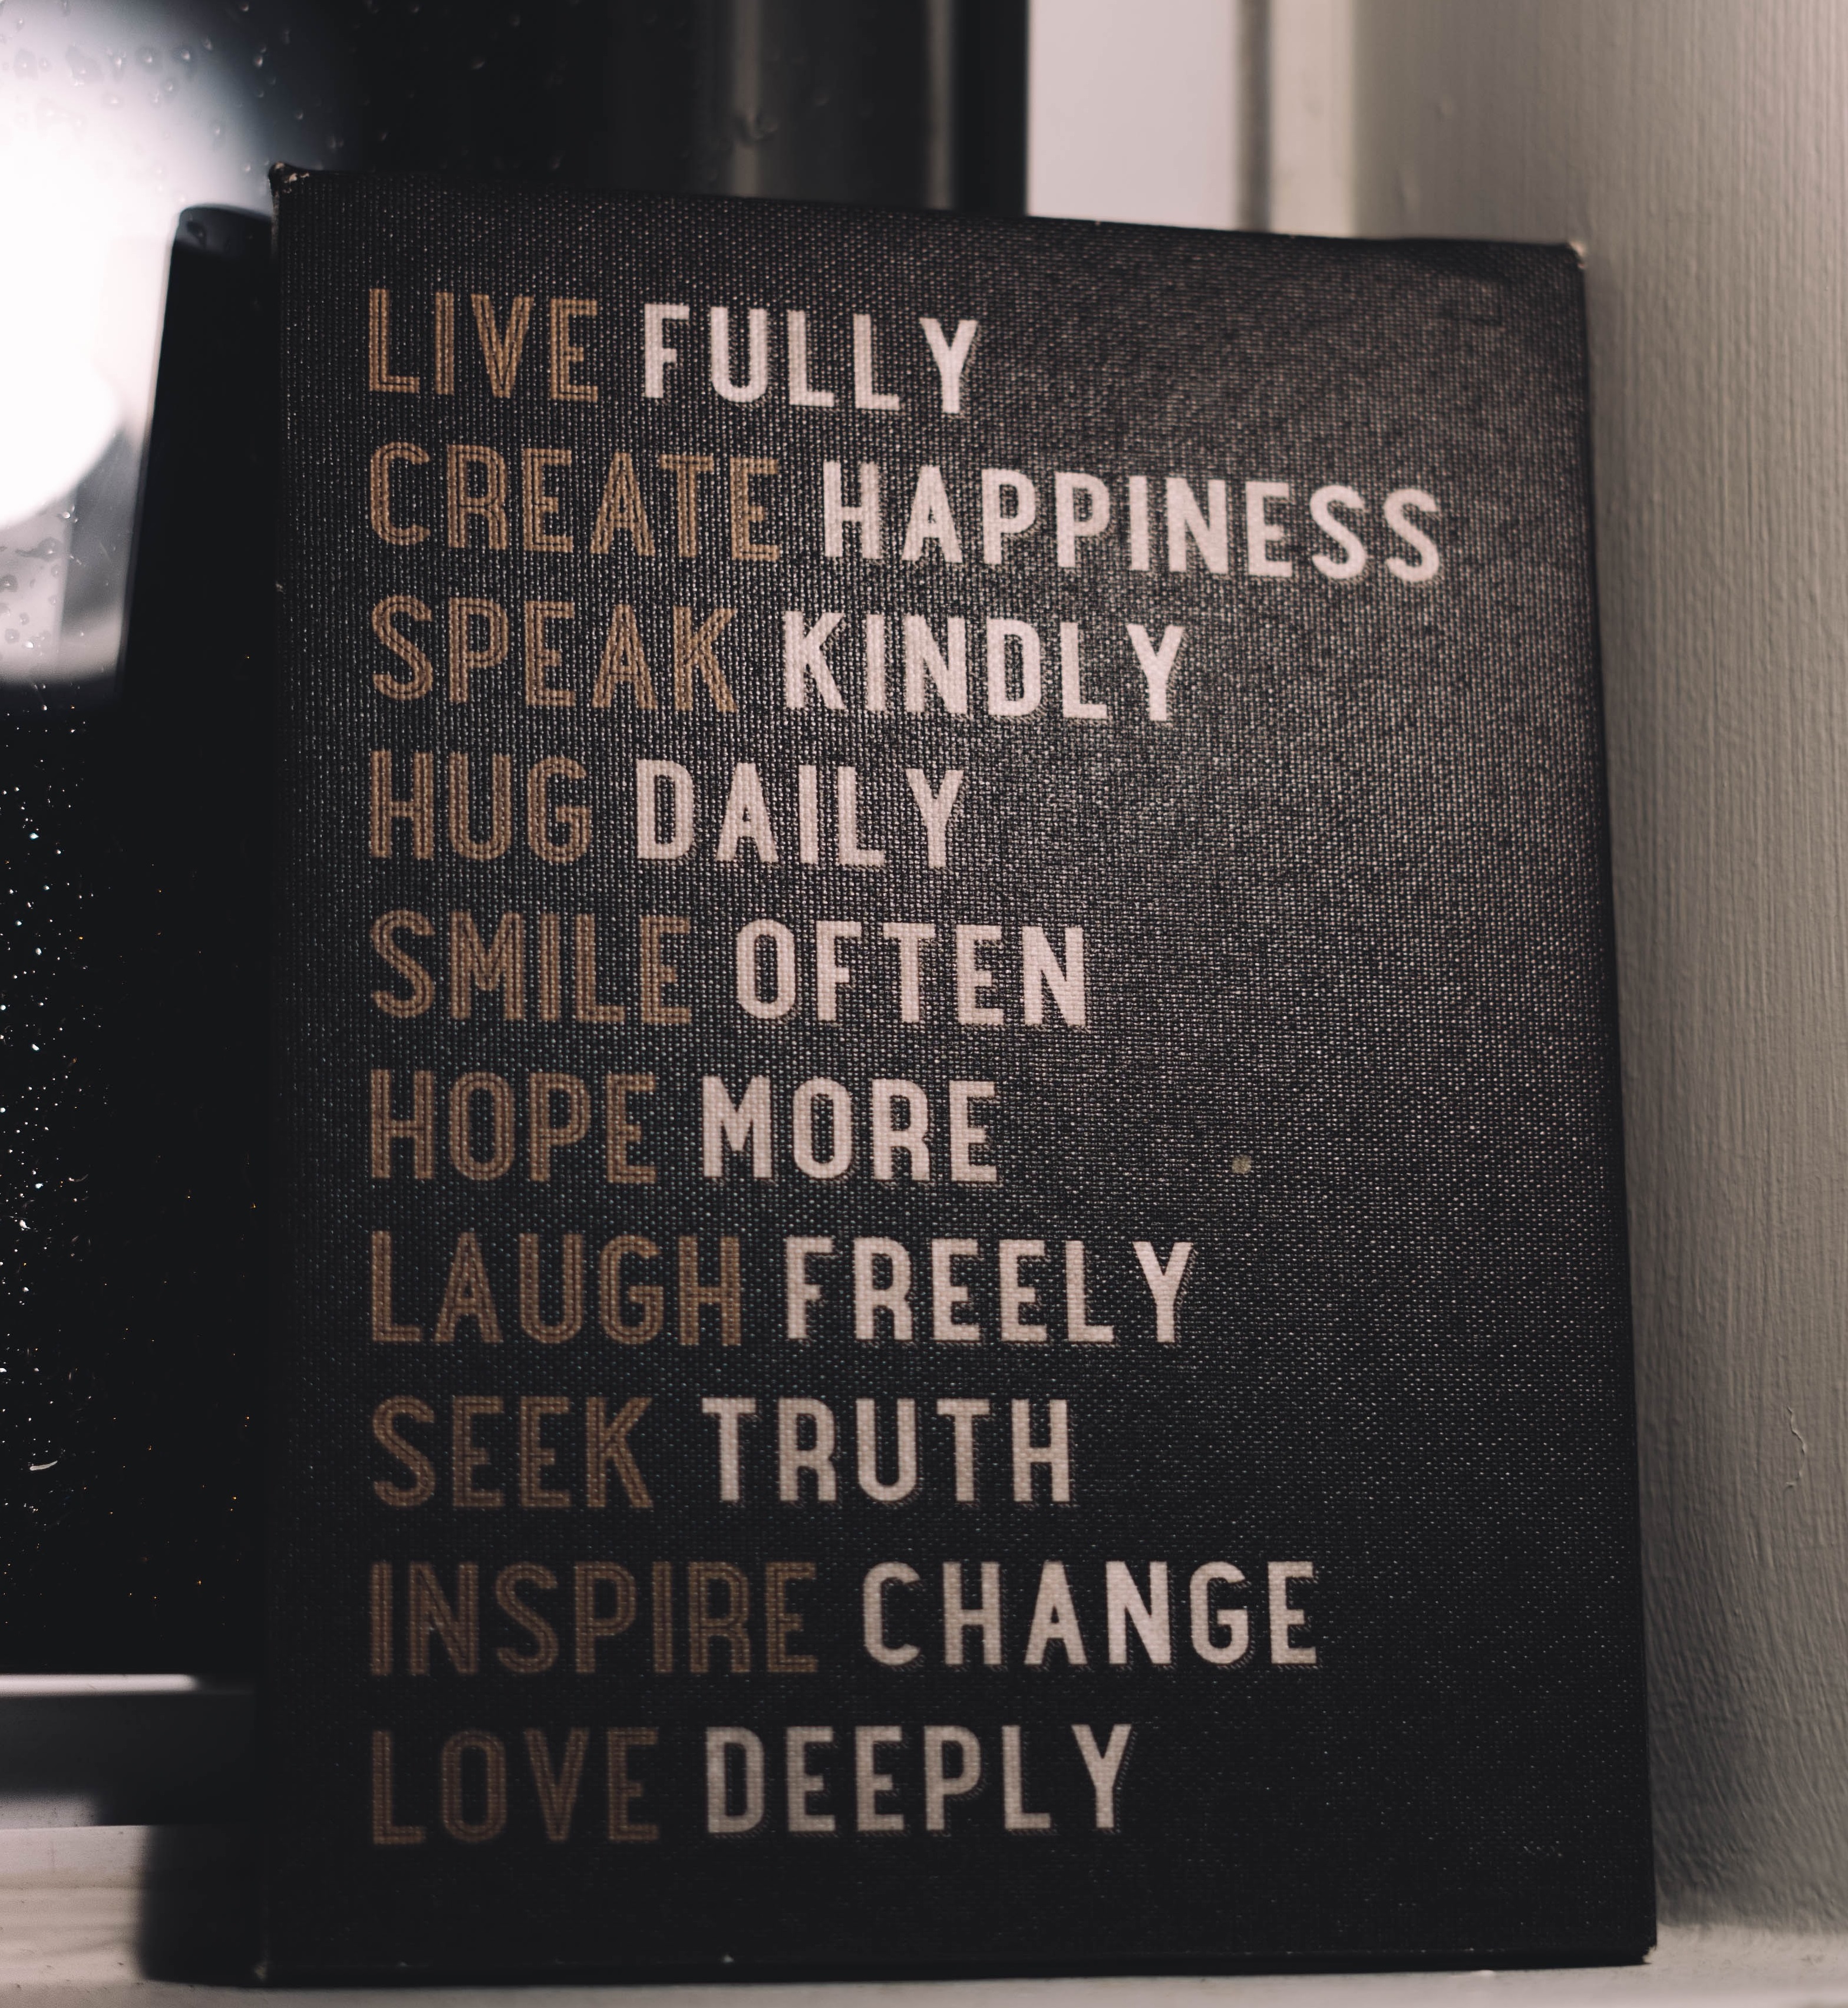 LIVE FULLY
CREATE HAPPINESS
SPEAK KINDLY
HUG DAILY
SMILE OFTEN
HOPE MORE
LAUGH FREELY
SEEK TRUTH
INSPIRE CHANGE
LOVE DEEPLY